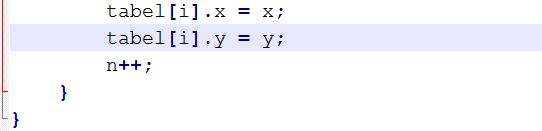 tabel[i].x = x;
tabel[i].y = y;
n++;
}
}